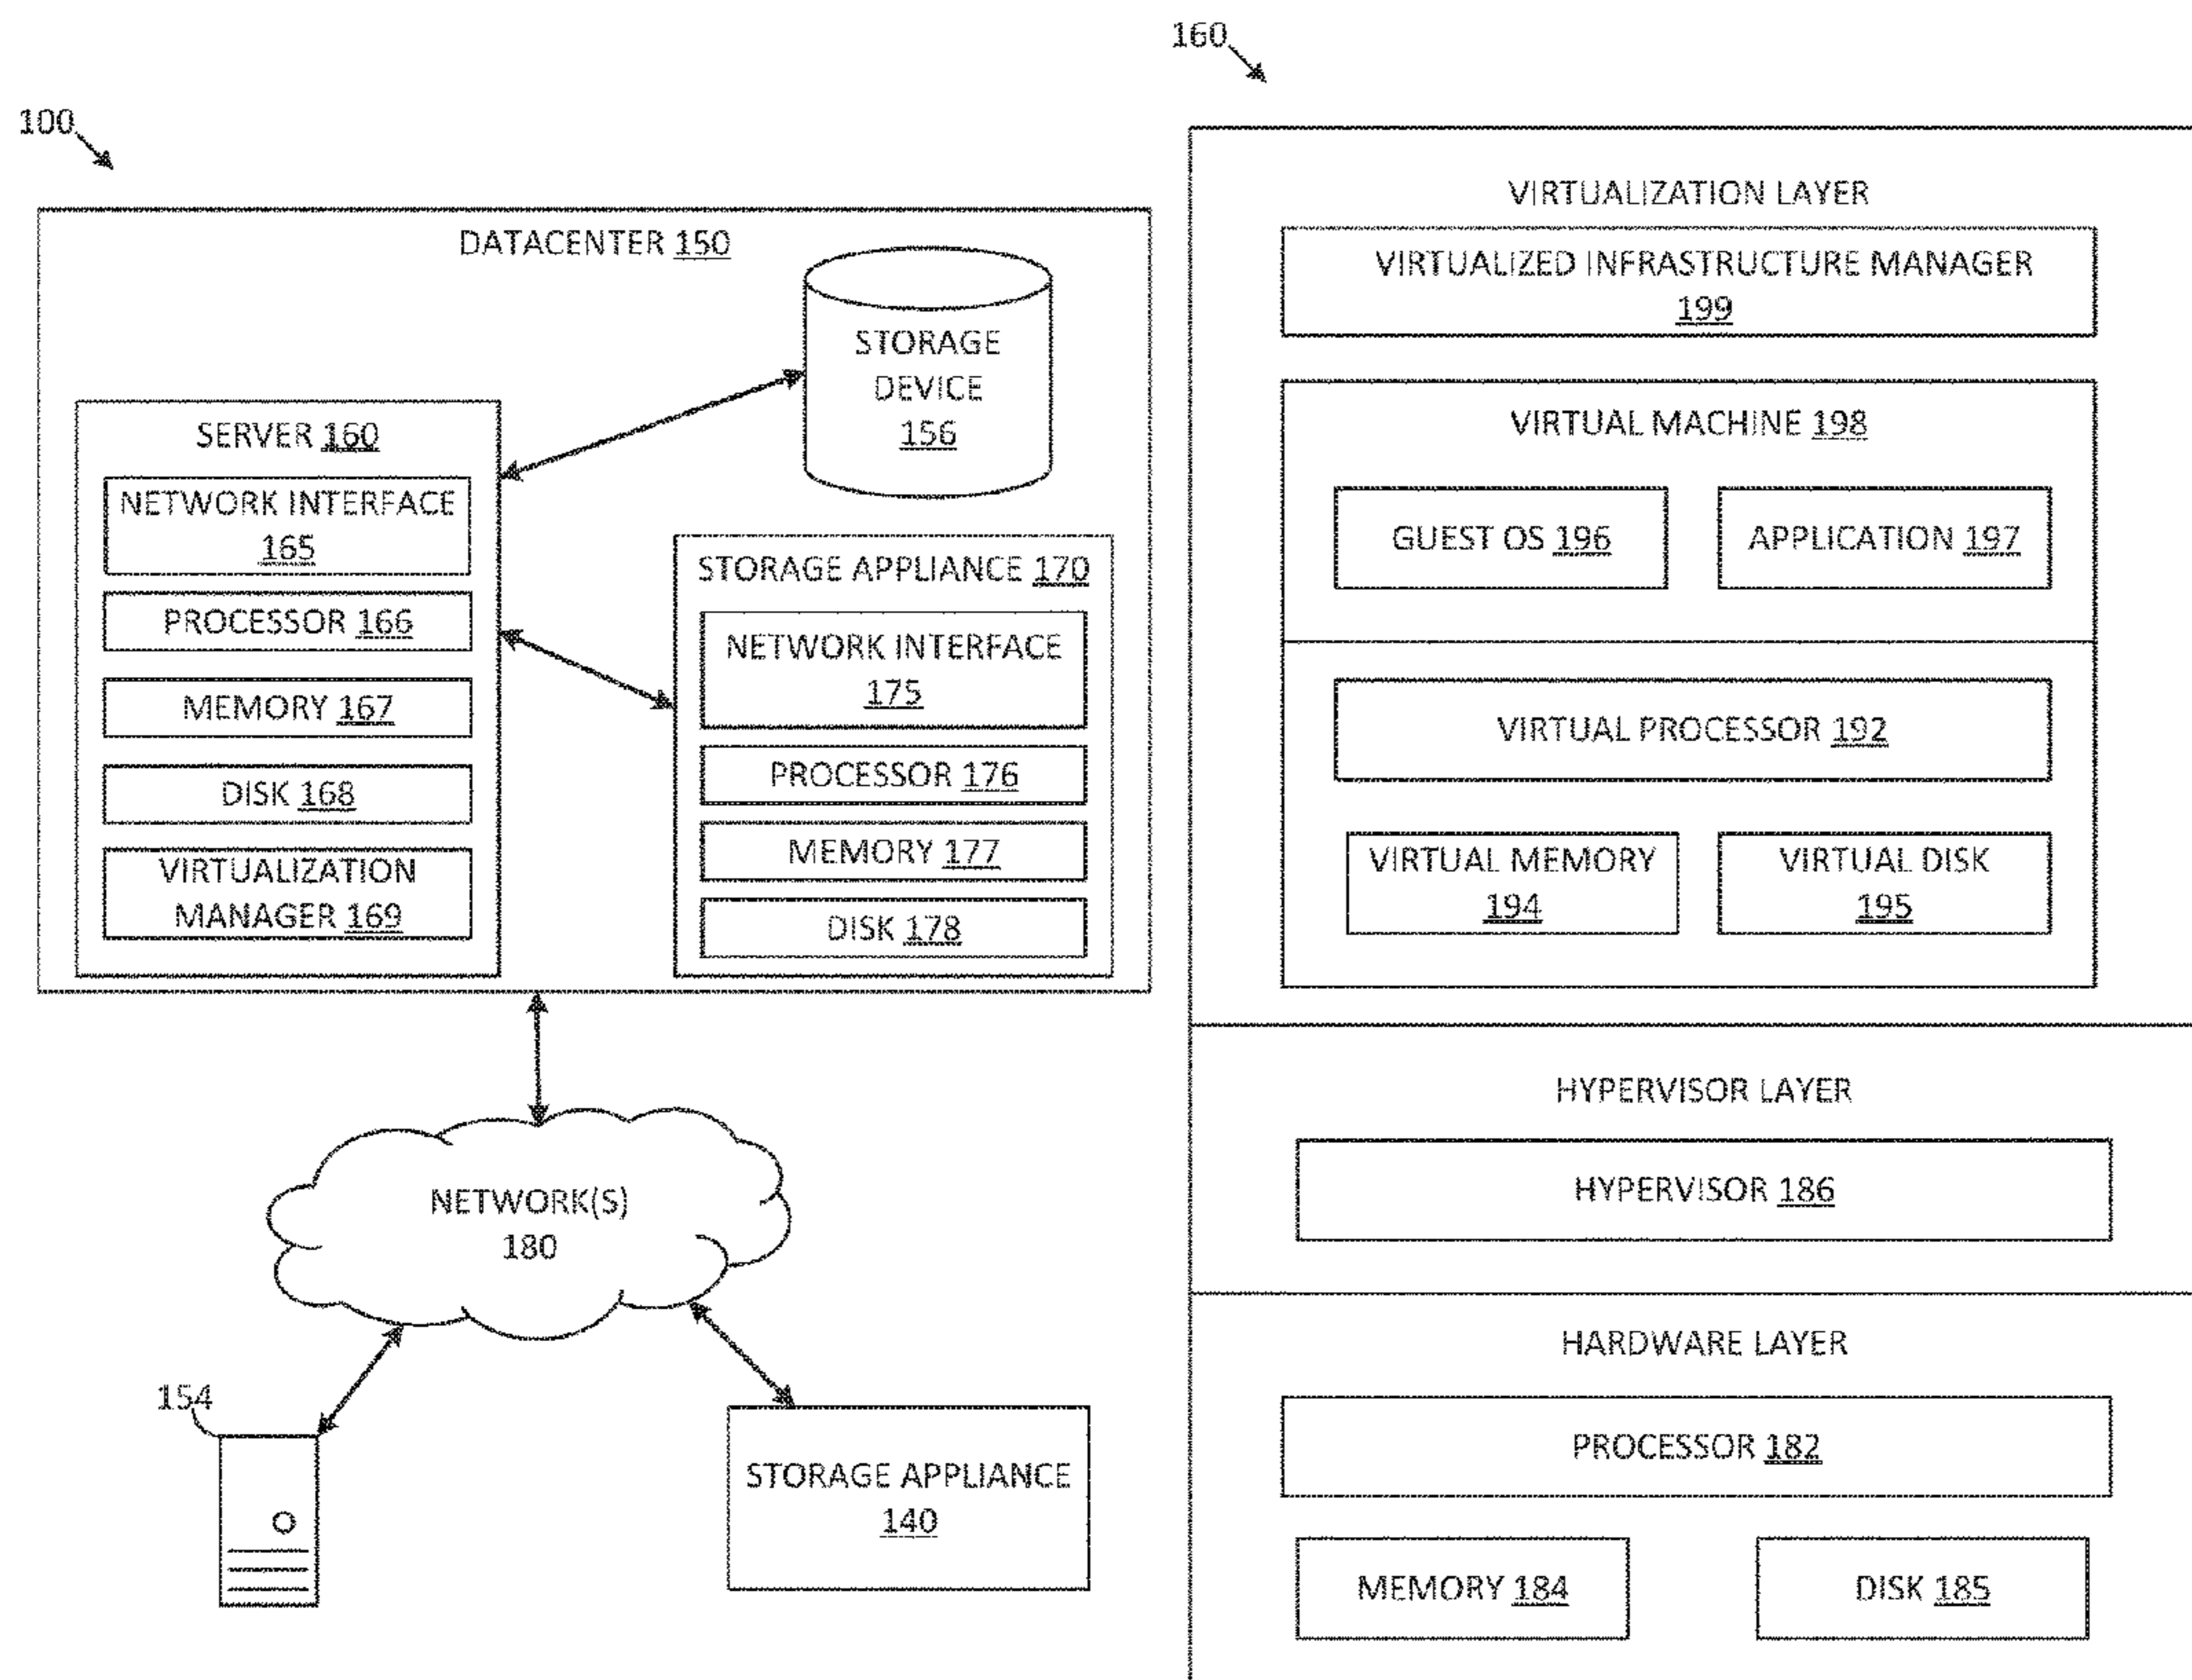 100
DATACENTER 150
STORAGE
DEVICE
156
SERVER 160
NETWORK INTERFACE
165
PROCESSOR 166
MEMORY 167
DISK 168
VIRTUALIZATION
MANAGER 169
STORAGE APPLIANCE 170
NETWORK INTERFACE
175
PROCESSOR 176
MEMORY 177
DISK 178
NETWORK(S)
180
154
STORAGE APPLIANCE
140
160
VIRTUALIZATION LAYER
VIRTUALIZED INFRASTRUCTURE MANAGER
199
VIRTUAL MACHINE 198
GUEST OS 196
APPLICATION 197
VIRTUAL PROCESSOR 192
VIRTUAL MEMORY
194
VIRTUAL DISK
195
HYPERVISOR LAYER
HYPERVISOR 186
HARDWARE LAYER
PROCESSOR 182
MEMORY 184
DISK 185